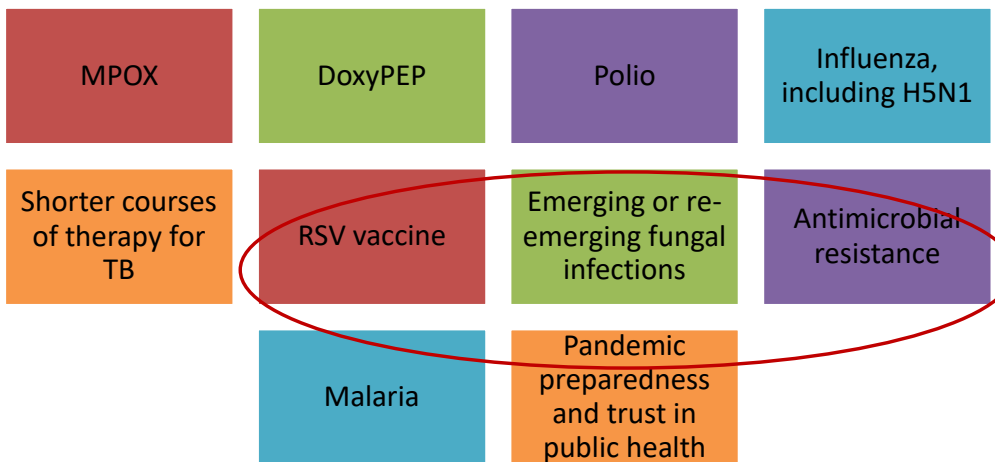 MPOX
DoxyPEP
Polio
Influenza,
including H5N1
Shorter courses
of therapy for
TB
RSV vaccine
Emerging or re-
emerging fungal
infections
Antimicrobial
resistance
Malaria
Pandemic
preparedness
and trust in
public health